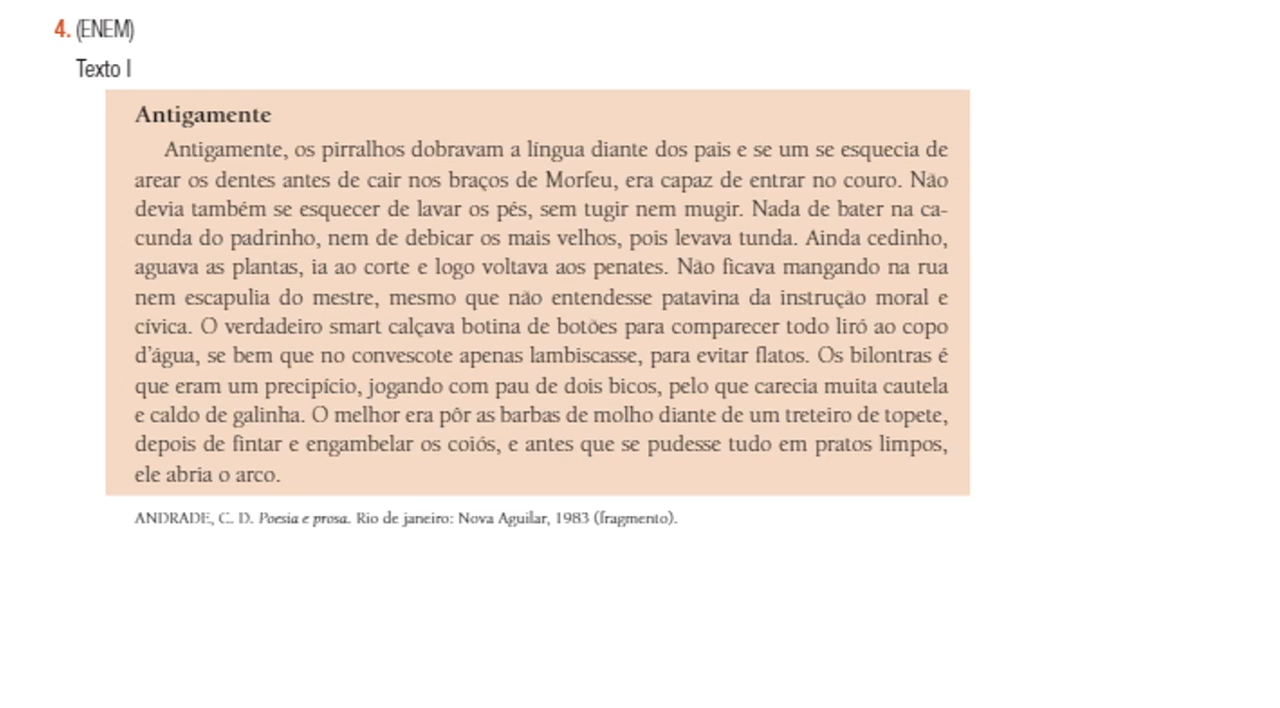 4. (ENEM)
Texto I
Antigamente
Antigamente, os pirralhos dobravam a língua diante dos pais e se um se esquecia de
arear os dentes antes de cair nos braços de Morfeu, era capaz de entrar no couro. Não
devia também se esquecer de lavar os pés, sem tugir nem mugir. Nada de bater na ca-
cunda do padrinho, nem de debicar os mais velhos, pois levava tunda. Ainda cedinho,
aguava as plantas, ia ao corte e logo voltava aos penates. Não ficava mangando na rua
nem escapulia do mestre, mesmo que não entendesse patavina da instrução moral e
cívica. O verdadeiro smart calçava botina de botões para comparecer todo liró ao copo
d'água, se bem que no convescote apenas lambiscasse, para evitar flatos. Os bilontras é
que eram um precipício, jogando com pau de dois bicos, pelo que carecia muita cautela
e caldo de galinha. O melhor era pôr as barbas de molho diante de um treteiro de topete,
depois de fintar e engambelar os coiós, e antes que se pudesse tudo em pratos limpos,
ele abria o arco.
ANDRADE, C. D. Poesia e prosa. Rio de janeiro: Nova Aguilar, 1983 (fragmento).